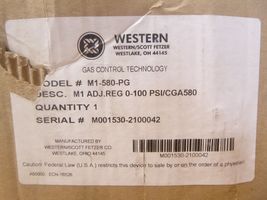 WESTERN
WESTERN/SCOTT FETZER
WESTLAKE, OH 44145
GAS CONTROL TECHNOLOGY
MODEL # M1-580-PG
DESC. M1 ADJ.REG 0-100 PSI/CGA580
QUANTITY 1
SERIAL # M001530-2100042
MANUFACTURED BY
WESTERN/SCOTT FETZER CO.
WESTLAKE, OHIO 44145
M001530-2100042
Caution: Federal Law (U.S.A.) restricts this device to sale by or on the order of a